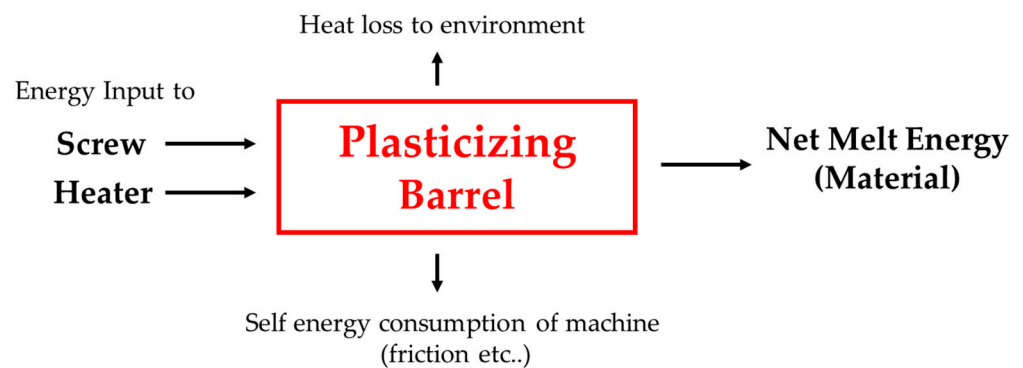 Heat loss to environment
Energy Input to
Screw
Heater
Plasticizing
Barrel
Net Melt Energy
(Material)
Self energy consumption of machine
(friction etc..)